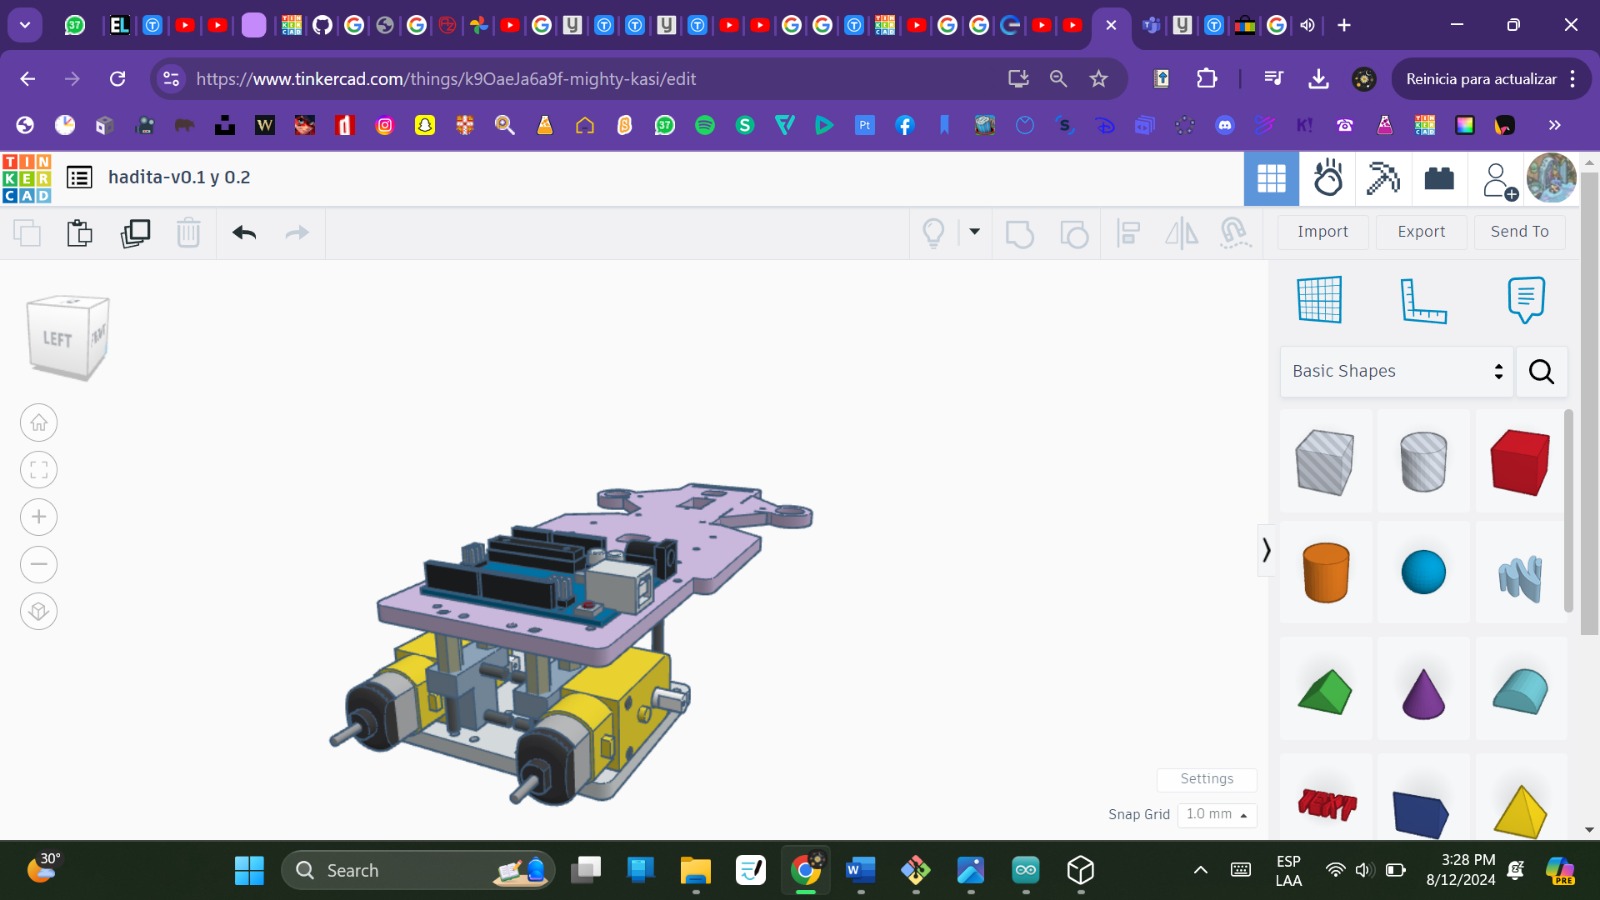 https://www.tinkercad.com/things/k9OaeJa6a9f-mighty-kasi/edit
Reinicia para actualizar
TIN
KER
CAD
hadita-v0.1 y 0.2
Import
Export
Send To
LEFT
Basic Shapes
TEXT
Settings
Snap Grid
1.0 mm
30°
Search
ESP
LAA
3:28 PM
8/12/2024
PRE